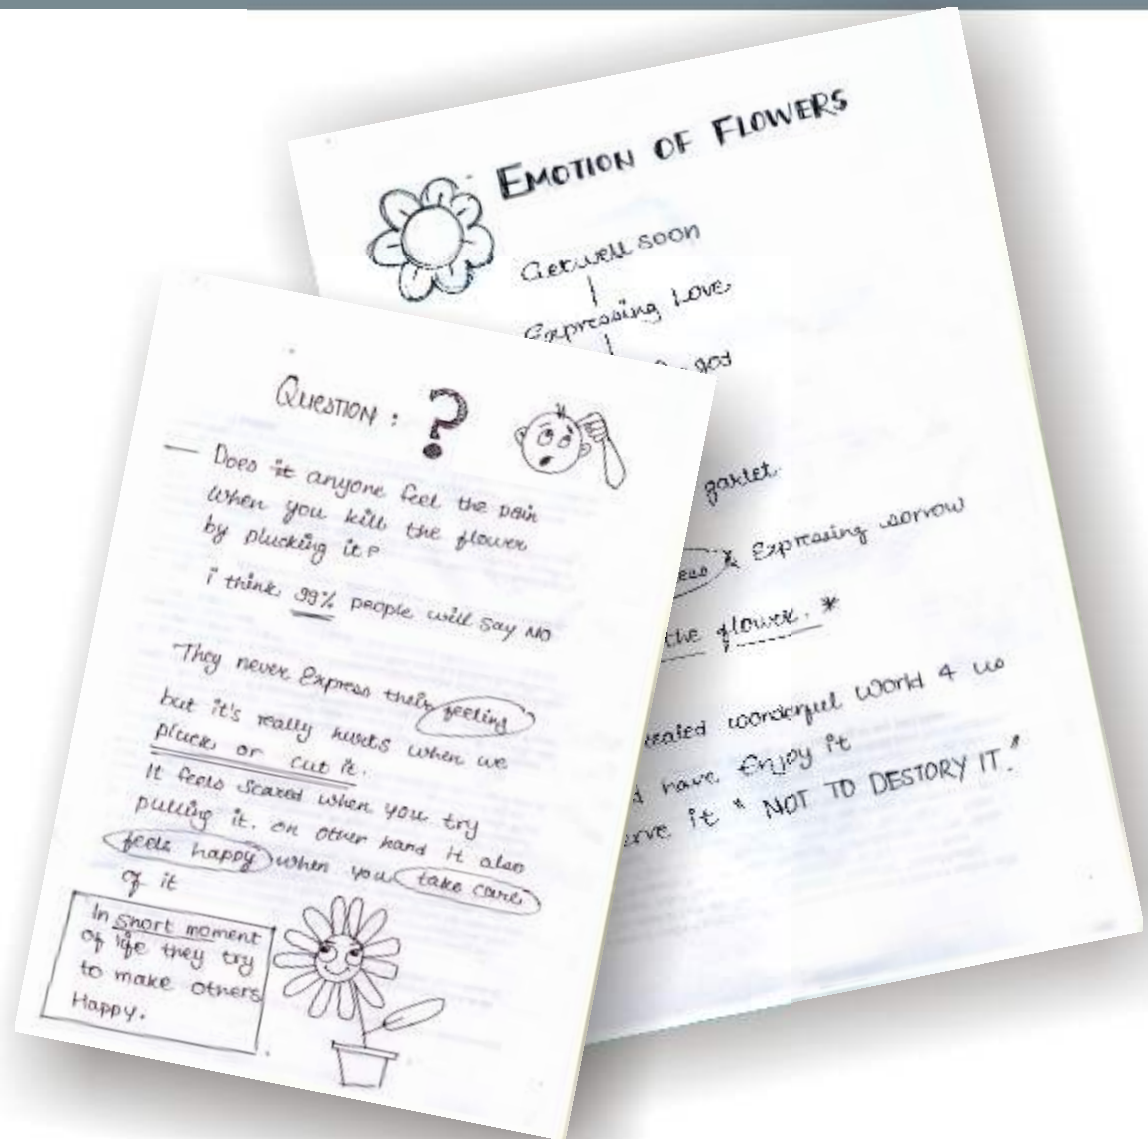 EMOTION OF FLOWERS
Getwell soon
Expressing Love
god
garlet.
& Expressing sorrow
the flower. *
wonderful World 4 us
have Enjoy it
it * NOT TO DESTORY IT. *
QUESTION : ?
— Does it anyone feel the pain
when you kill the flower
by plucking it?
i think 99% people will say NO
They never Express their feeling
but it's really hurts when we
pluck or cut it.
It feels scared when you try
pulling it. on other hand it also
feels happy when you take care
of it
In short moment
of life they try
to make others
Happy.